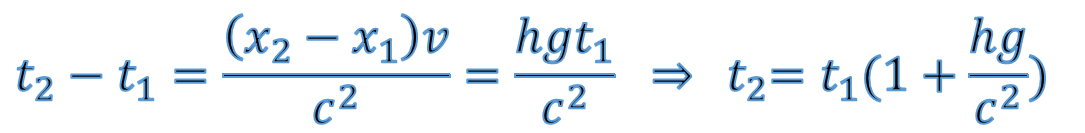 t₂ − t₁ = (x₂ − x₁)v / c² = hgt₁ / c² ⇒ t₂= t₁(1 + hg / c²)